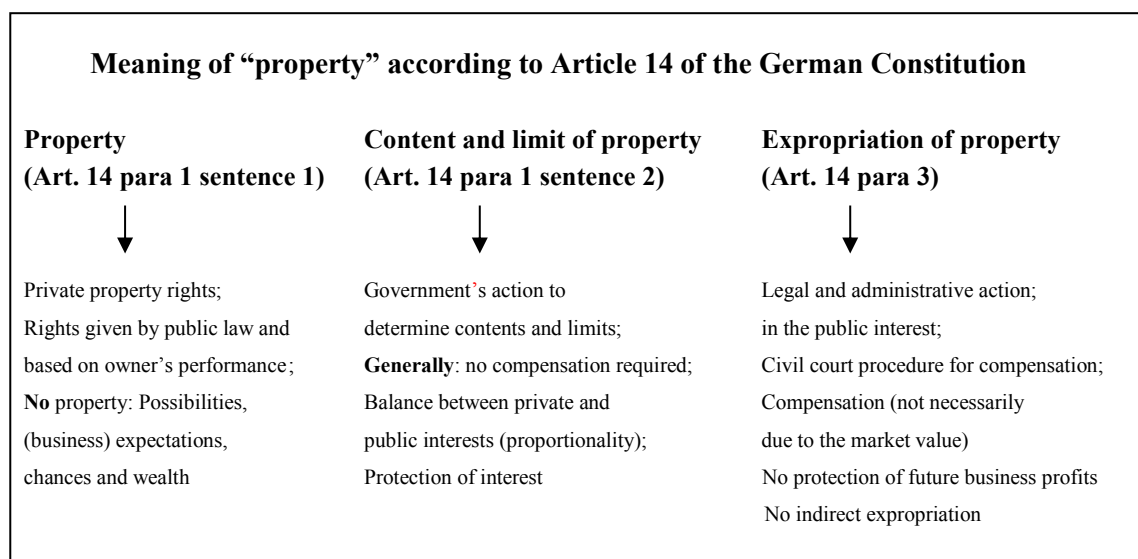 Meaning of “property” according to Article 14 of the German Constitution
Property
(Art. 14 para 1 sentence 1)
Private property rights;
Rights given by public law and
based on owner’s performance;
No property: Possibilities,
(business) expectations,
chances and wealth
Content and limit of property
(Art. 14 para 1 sentence 2)
Government’s action to
determine contents and limits;
Generally: no compensation required;
Balance between private and
public interests (proportionality);
Protection of interest
Expropriation of property
(Art. 14 para 3)
Legal and administrative action;
in the public interest;
Civil court procedure for compensation;
Compensation (not necessarily
due to the market value)
No protection of future business profits
No indirect expropriation